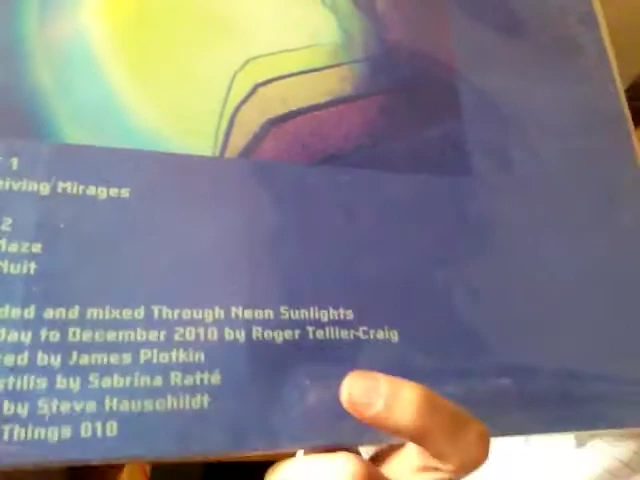 1
eiving Mirages
2
Maze
Nuit
ded and mixed Through Neon Sunlights
May to December 2010 by Roger Tellier-Craig
ed by James Plotkin
stills by Sabrina Ratté
by Steve Hauschildt
Things 010